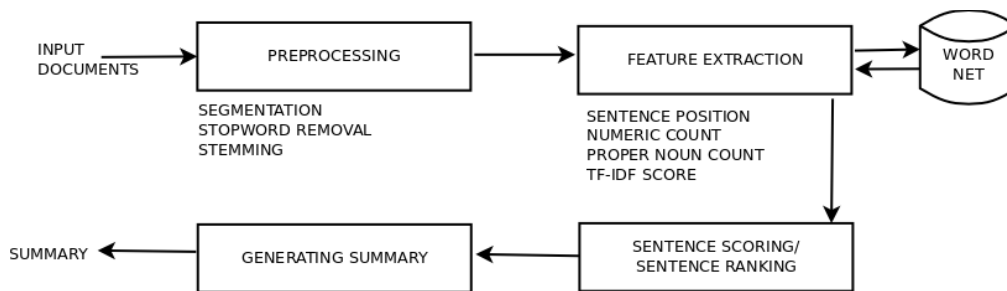 INPUT
DOCUMENTS
PREPROCESSING
FEATURE EXTRACTION
WORD
NET
SEGMENTATION
STOPWORD REMOVAL
STEMMING
SENTENCE POSITION
NUMERIC COUNT
PROPER NOUN COUNT
TF-IDF SCORE
SUMMARY
GENERATING SUMMARY
SENTENCE SCORING/
SENTENCE RANKING